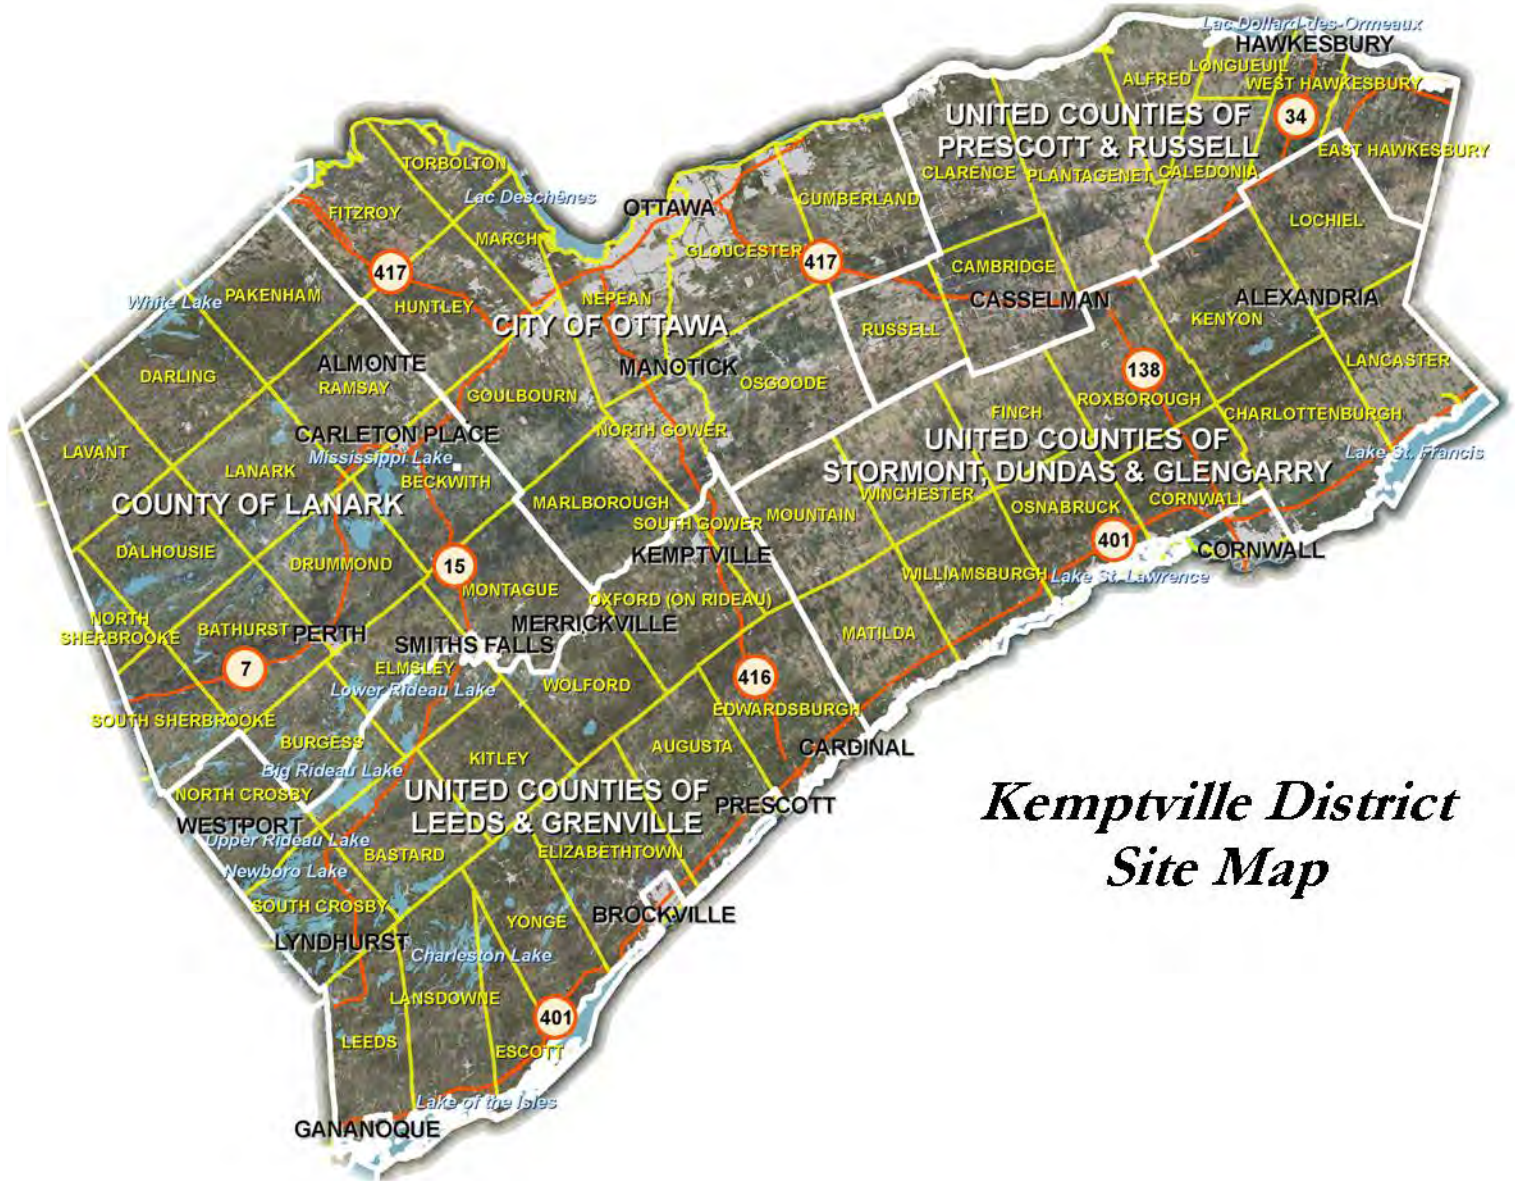 Lac Dollard-des-Ormeaux
HAWKESBURY
LONGUEUIL
ALFRED
WEST HAWKESBURY
UNITED COUNTIES OF
PRESCOTT & RUSSELL
34
EAST HAWKESBURY
CLARENCE
PLANTAGENET
CALEDONIA
TORBOLTON
Lac Deschênes
OTTAWA
CUMBERLAND
FITZROY
LOCHIEL
MARCH
GLOUCESTER
417
417
CAMBRIDGE
White Lake
PAKENHAM
HUNTLEY
NEPEAN
CASSELMAN
ALEXANDRIA
CITY OF OTTAWA
RUSSELL
KENYON
ALMONTE
MANOTICK
138
LANCASTER
DARLING
RAMSAY
GOULBOURN
OSGOODE
ROXBOROUGH
FINCH
CHARLOTTENBURGH
CARLETON PLACE
NORTH GOWER
UNITED COUNTIES OF
STORMONT, DUNDAS & GLENGARRY
LAVANT
Mississippi Lake
Lake St. Francis
LANARK
BECKWITH
WINCHESTER
COUNTY OF LANARK
MARLBOROUGH
OSNABRUCK
CORNWALL
SOUTH GOWER
MOUNTAIN
401
DALHOUSIE
DRUMMOND
15
KEMPTVILLE
CORNWALL
WILLIAMSBURGH
Lake St. Lawrence
MONTAGUE
OXFORD (ON RIDEAU)
NORTH
SHERBROOKE
BATHURST
PERTH
MERRICKVILLE
MATILDA
SMITHS FALLS
7
ELMSLEY
416
Lower Rideau Lake
WOLFORD
SOUTH SHERBROOKE
EDWARDSBURGH
BURGESS
KITLEY
AUGUSTA
CARDINAL
Big Rideau Lake
NORTH CROSBY
UNITED COUNTIES OF
LEEDS & GRENVILLE
PRESCOTT
Kemptville District
Site Map
WESTPORT
Upper Rideau Lake
BASTARD
ELIZABETHTOWN
Newboro Lake
SOUTH CROSBY
YONGE
BROCKVILLE
LYNDHURST
Charleston Lake
LANSDOWNE
401
LEEDS
ESCOTT
Lake of the Isles
GANANOQUE